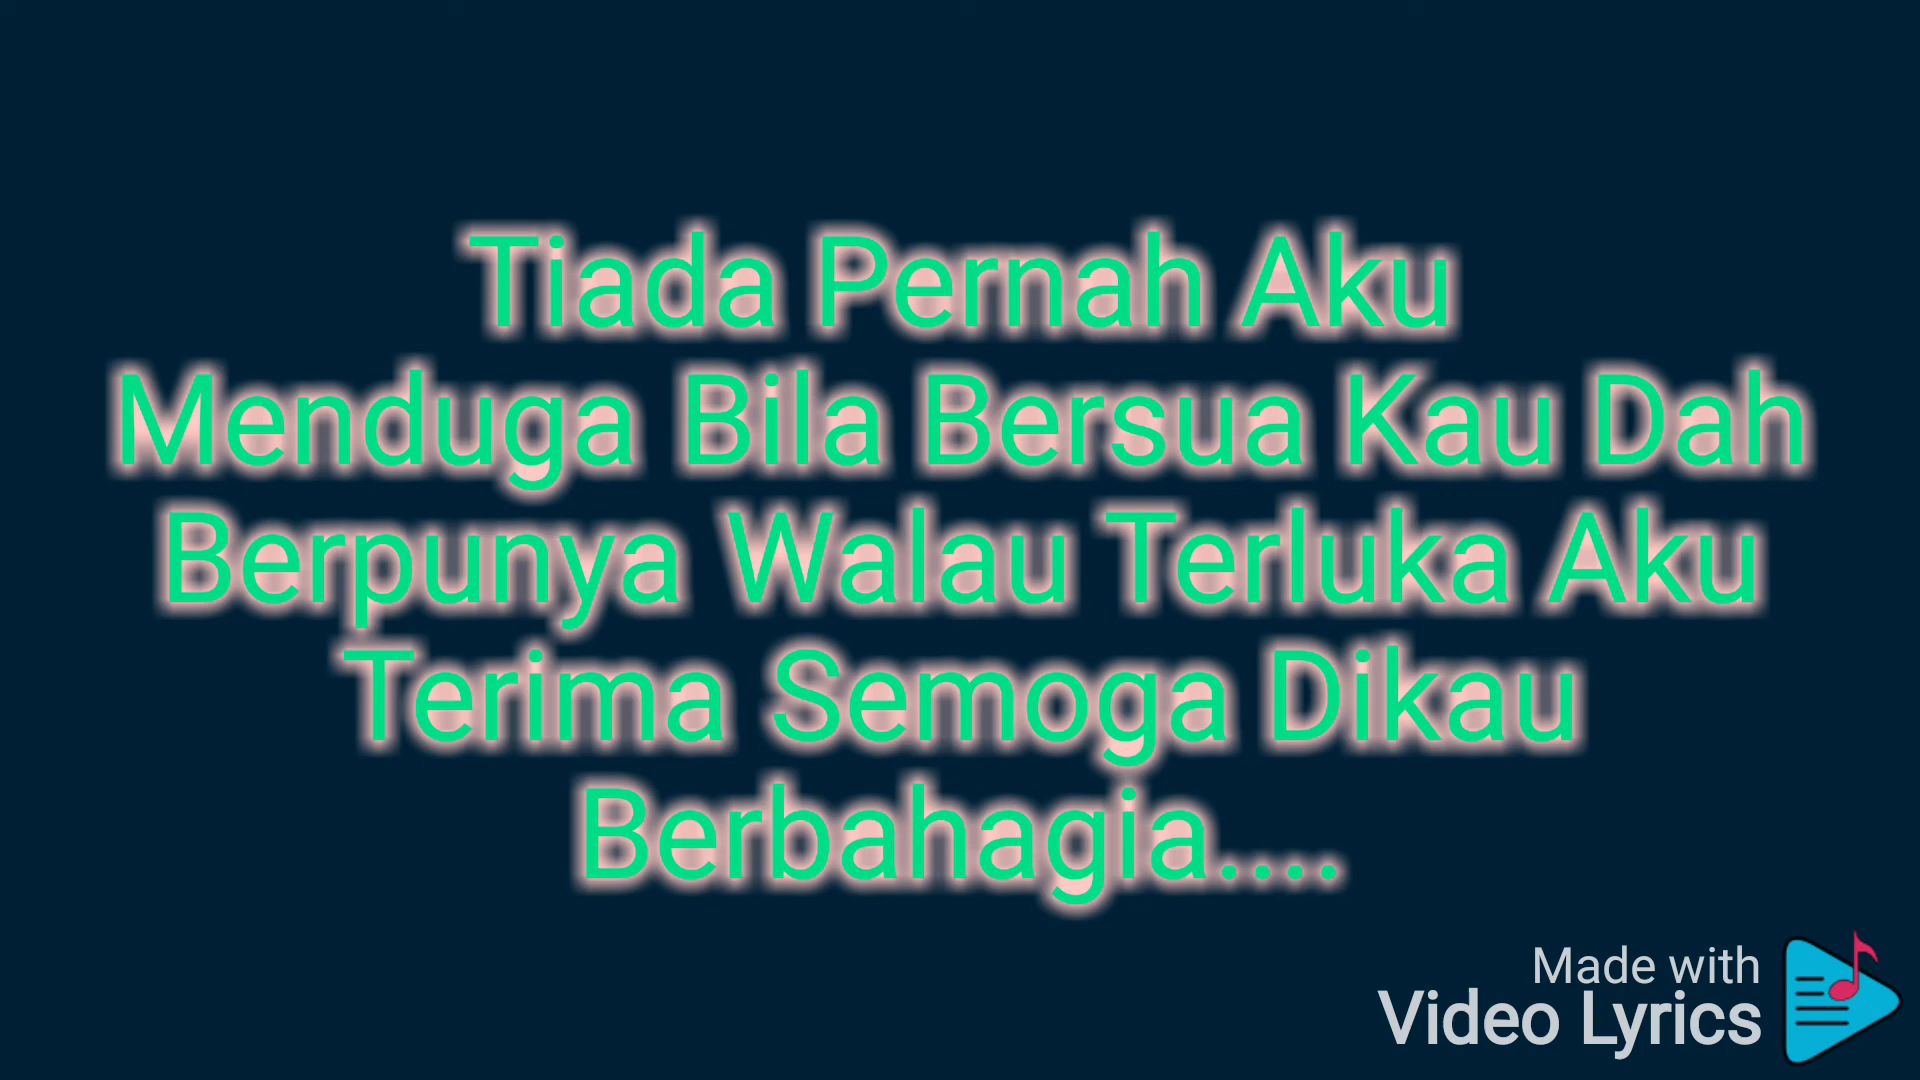 Tiada Pernah Aku
Menduga Bila Bersua Kau Dah
Berpunya Walau Terluka Aku
Terima Semoga Dikau
Berbahagia....
Made with
Video Lyrics